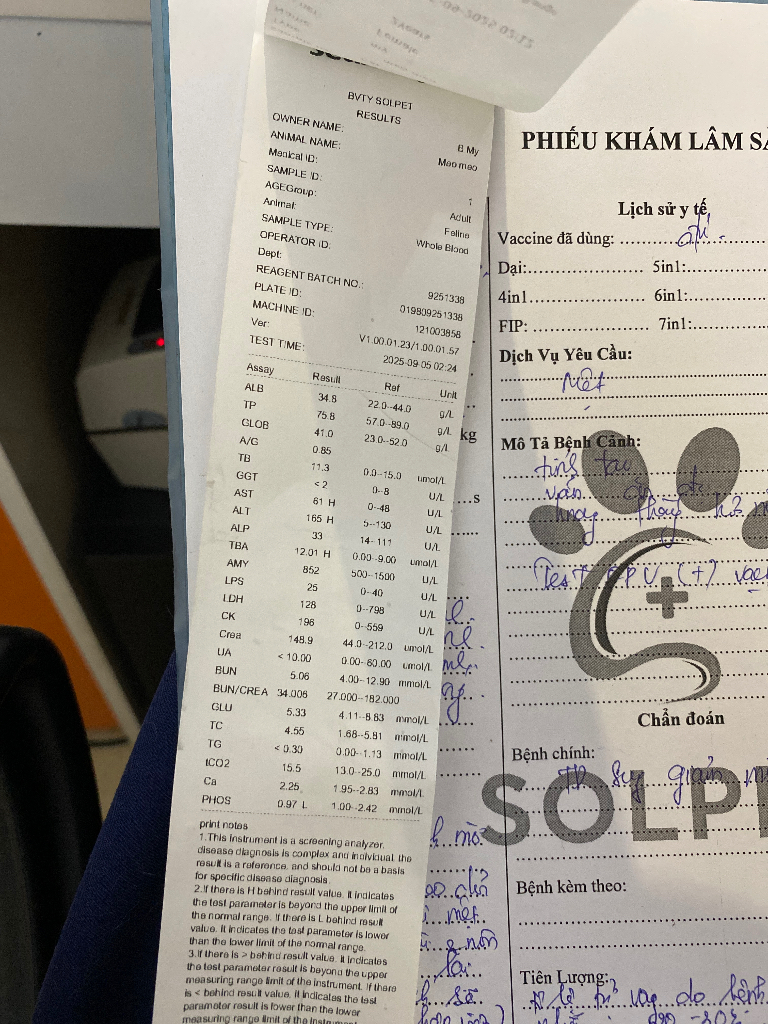 BVTY SOLPET
RESULTS
OWNER NAME: B My
ANIMAL NAME: Meo meo
Menical ID:
SAMPLE ID: 1
AGEGroup: Adult
Animal: Feline
SAMPLE TYPE: Whole Blood
OPERATOR ID:
Dept:
REAGENT BATCH NO.: 9251338
PLATE ID: 019809251338
MACHINE ID: 121003858
Ver: V1.00.01.23/1.00.01.57
TEST TIME: 2025-09-05 02:24
Assay Result Ref Unit
ALB 34.8 22.0--44.0 g/L
TP 75.8 57.0--89.0 g/L
GLOB 41.0 23.0--52.0 g/L
A/G 0.85
TB 11.3 0.0--15.0 umol/L
GGT < 2 0--8 U/L
AST 61 H 0--48 U/L
ALT 165 H 5--130 U/L
ALP 33 14--111 U/L
TBA 12.01 H 0.00--9.00 umol/L
AMY 852 500--1500 U/L
LPS 25 0--40 U/L
LDH 128 0--798 U/L
CK 196 0--559 U/L
Crea 148.9 44.0--212.0 umol/L
UA < 10.00 0.00--60.00 umol/L
BUN 5.06 4.00--12.90 mmol/L
BUN/CREA 34.006 27.000--182.000
GLU 5.33 4.11--8.83 mmol/L
TC 4.55 1.68--5.81 mmol/L
TG < 0.30 0.00--1.13 mmol/L
tCO2 15.5 13.0--25.0 mmol/L
Ca 2.25 1.95--2.83 mmol/L
PHOS 0.97 L 1.00--2.42 mmol/L
print notes
1.This instrument is a screening analyzer,
disease diagnosis is complex and individual, the
result is a reference, and should not be a basis
for specific disease diagnosis.
2.If there is H behind result value, it indicates
the test parameter is beyond the upper limit of
the normal range. If there is L behind result
value, it indicates the test parameter is lower
than the lower limit of the normal range.
3.If there is > behind result value, it indicates
the test parameter result is beyond the upper
measuring range limit of the instrument. If there
is < behind result value, it indicates the test
parameter result is lower than the lower
measuring range limit of the instrument
PHIẾU KHÁM LÂM
Lịch sử y tế
Vaccine đã dùng:
Dại: 5in1:
4in1 6in1:
FIP: 7in1:
Dịch Vụ Yêu Cầu:
Mệt
kg
Mô Tả Bệnh Cảnh:
tỉnh táo
vẫn
Test (+)
Chẩn đoán
Bệnh chính:
Suy giảm
SOLP
Bệnh kèm theo:
Tiên Lượng: